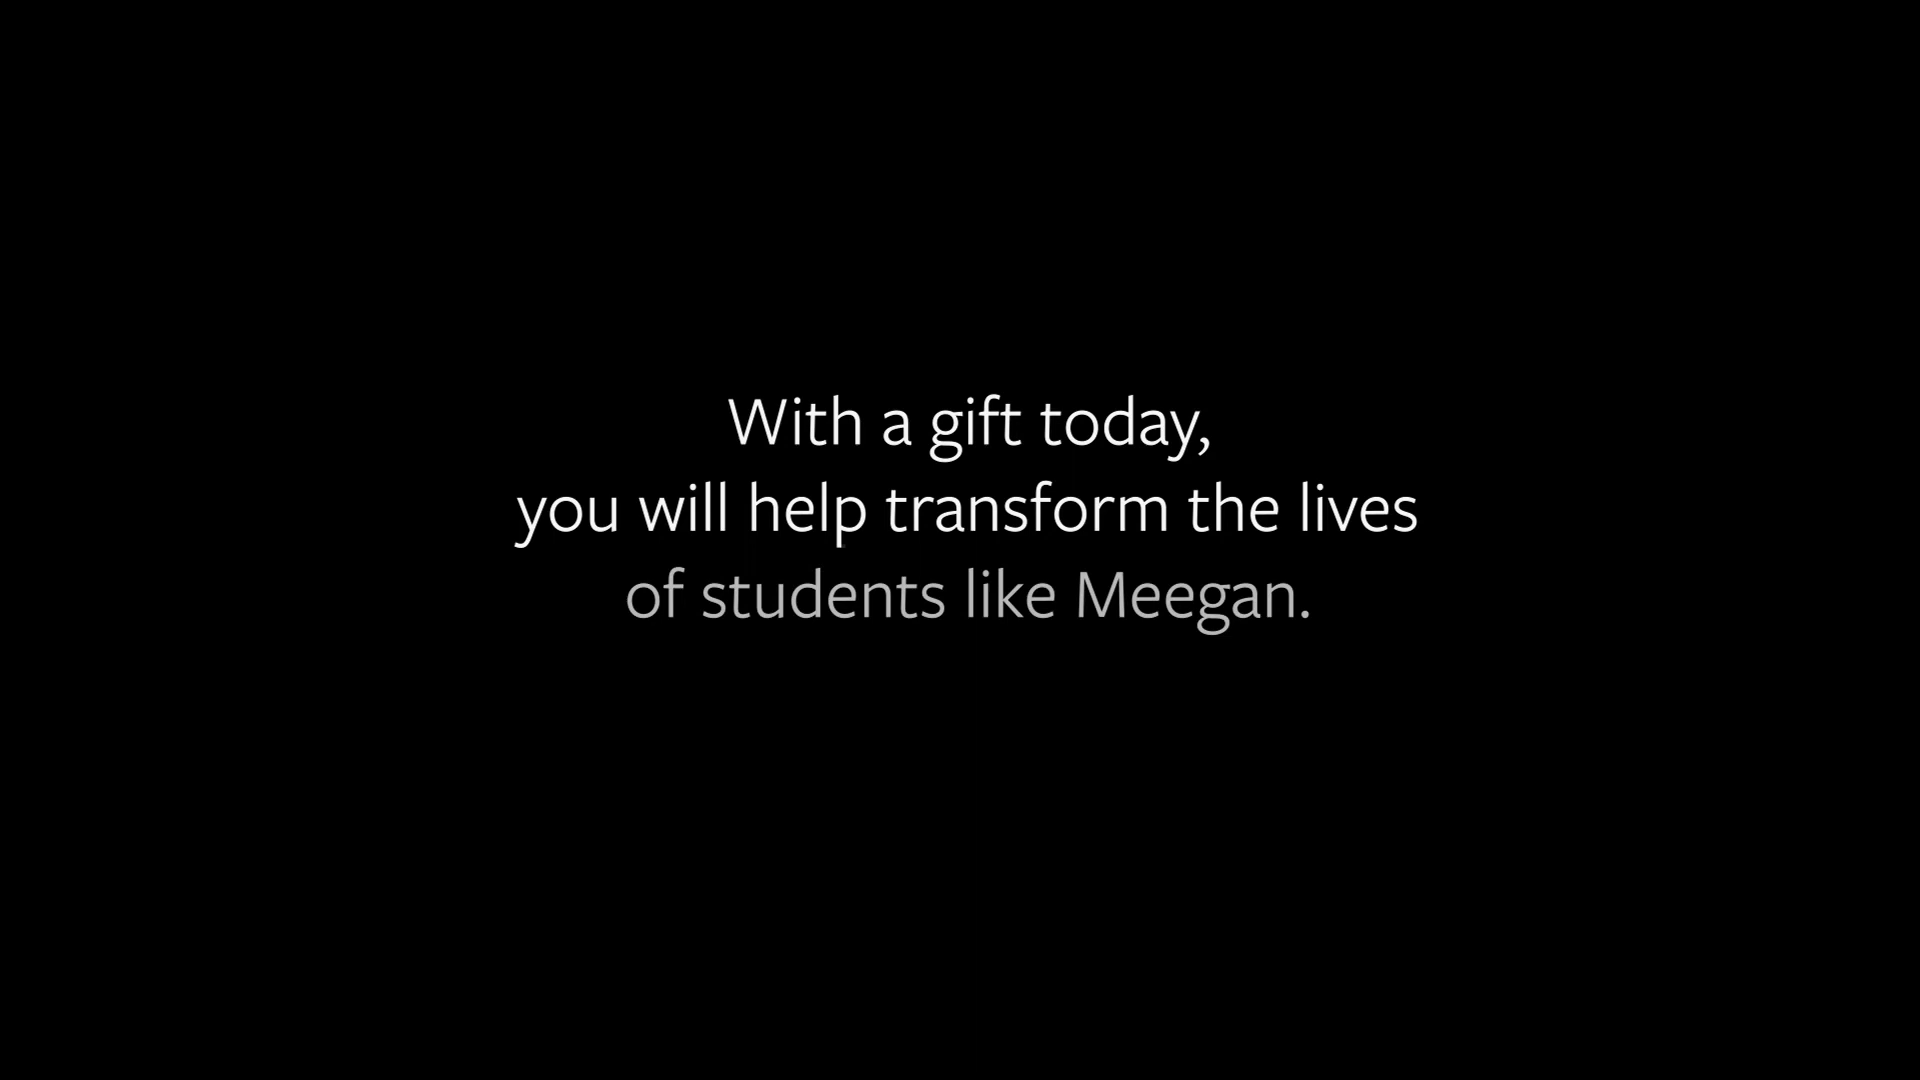 With a gift today,
you will help transform the lives
of students like Meegan.